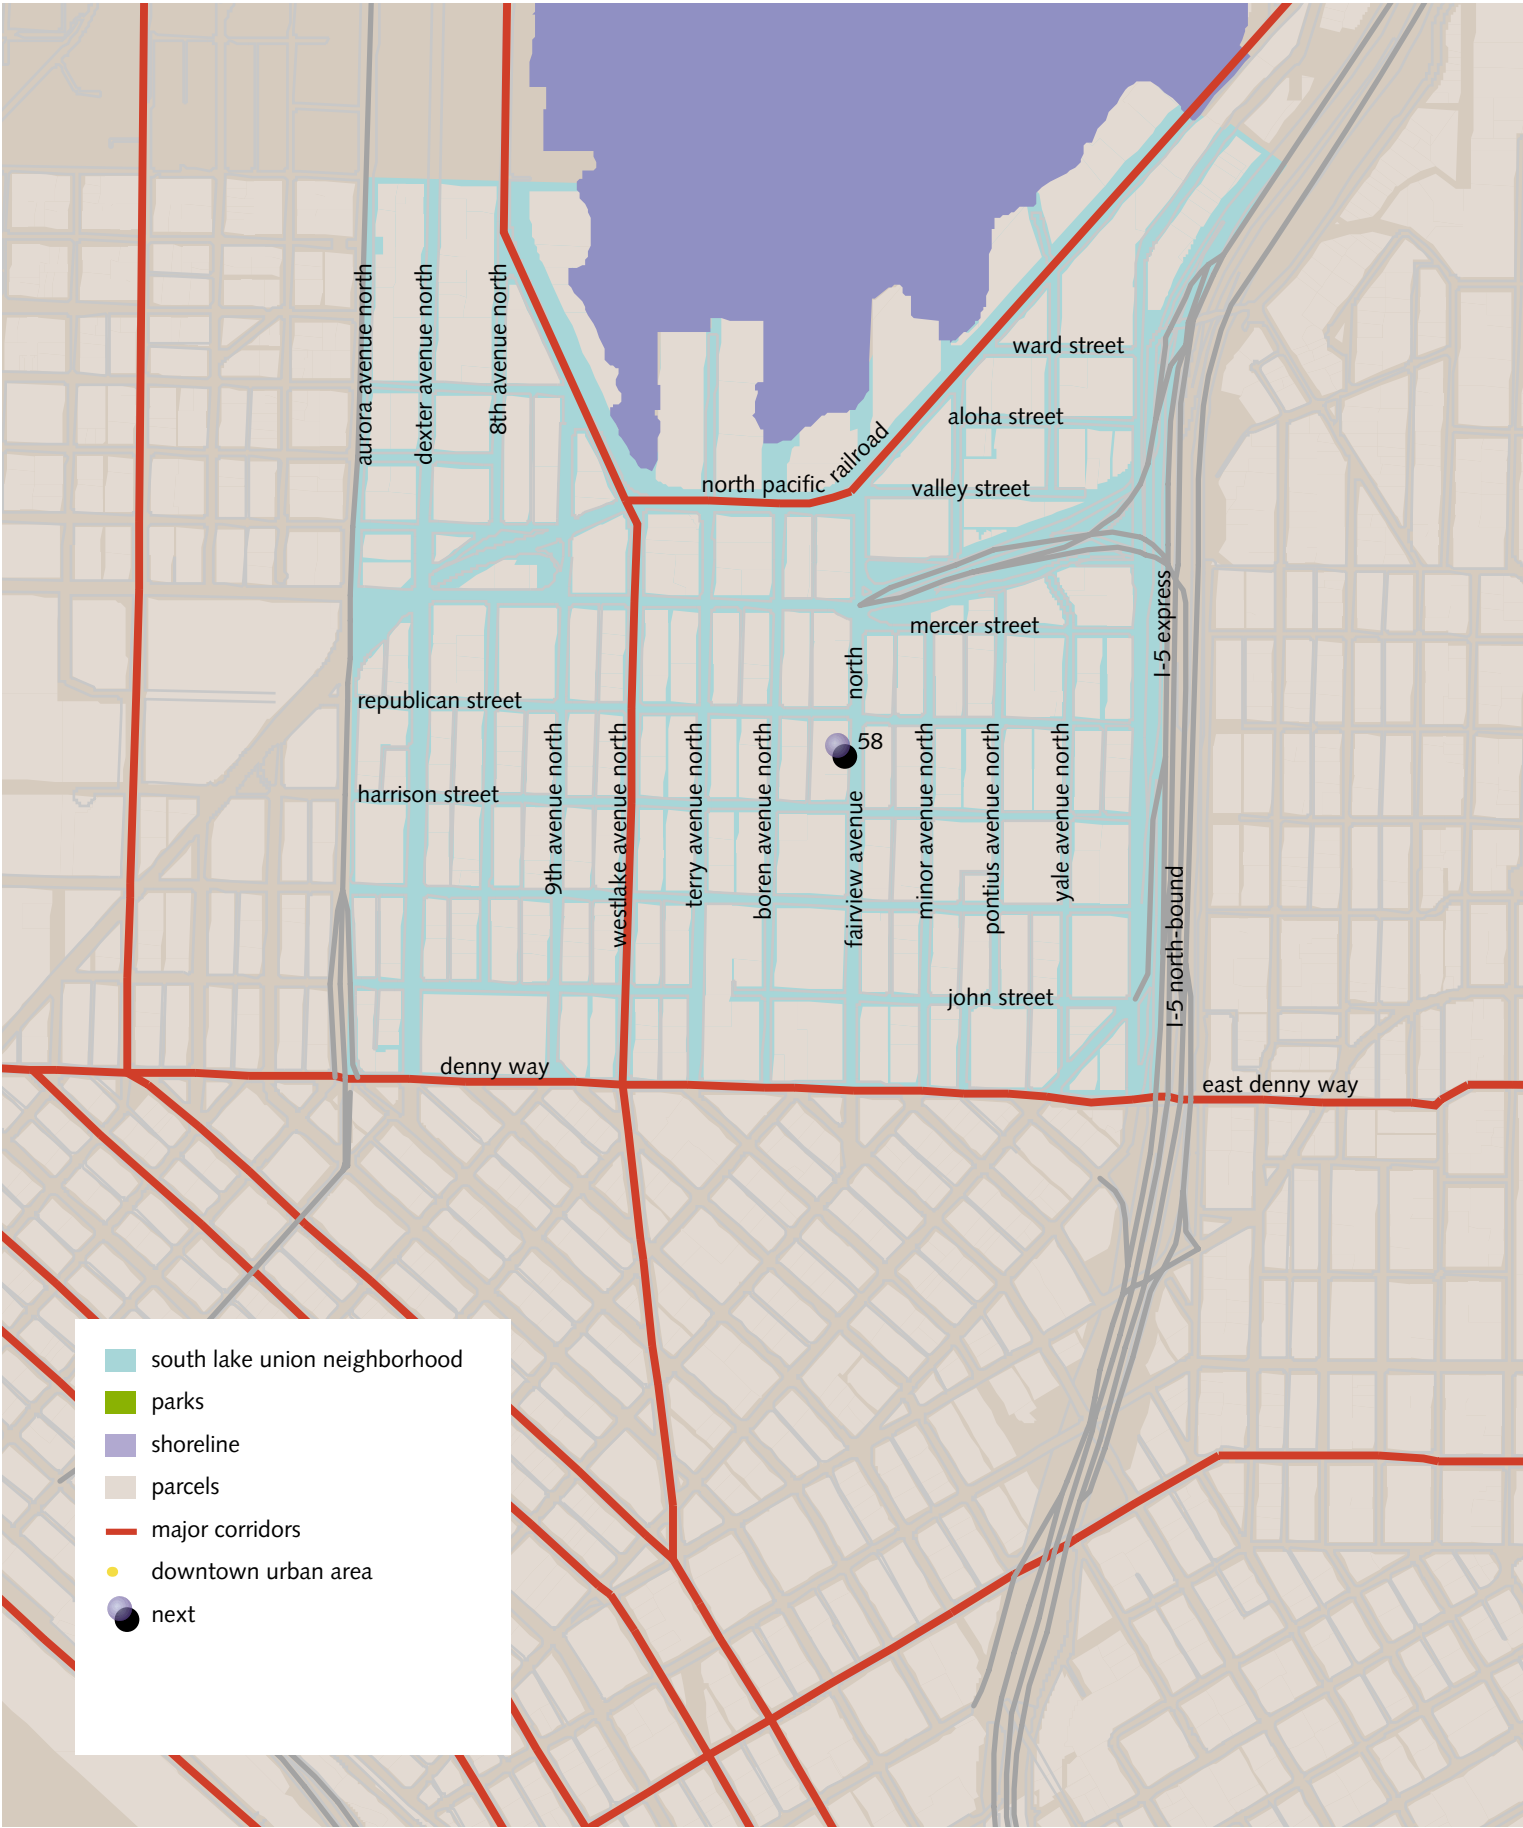 aurora avenue north
dexter avenue north
8th avenue north
ward street
aloha street
railroad
north pacific
valley street
I-5 express
mercer street
north
republican street
58
9th avenue north
westlake avenue north
terry avenue north
boren avenue north
fairview avenue
minor avenue north
pontius avenue north
yale avenue north
harrison street
I-5 north-bound
john street
denny way
east denny way
south lake union neighborhood
parks
shoreline
parcels
major corridors
downtown urban area
next